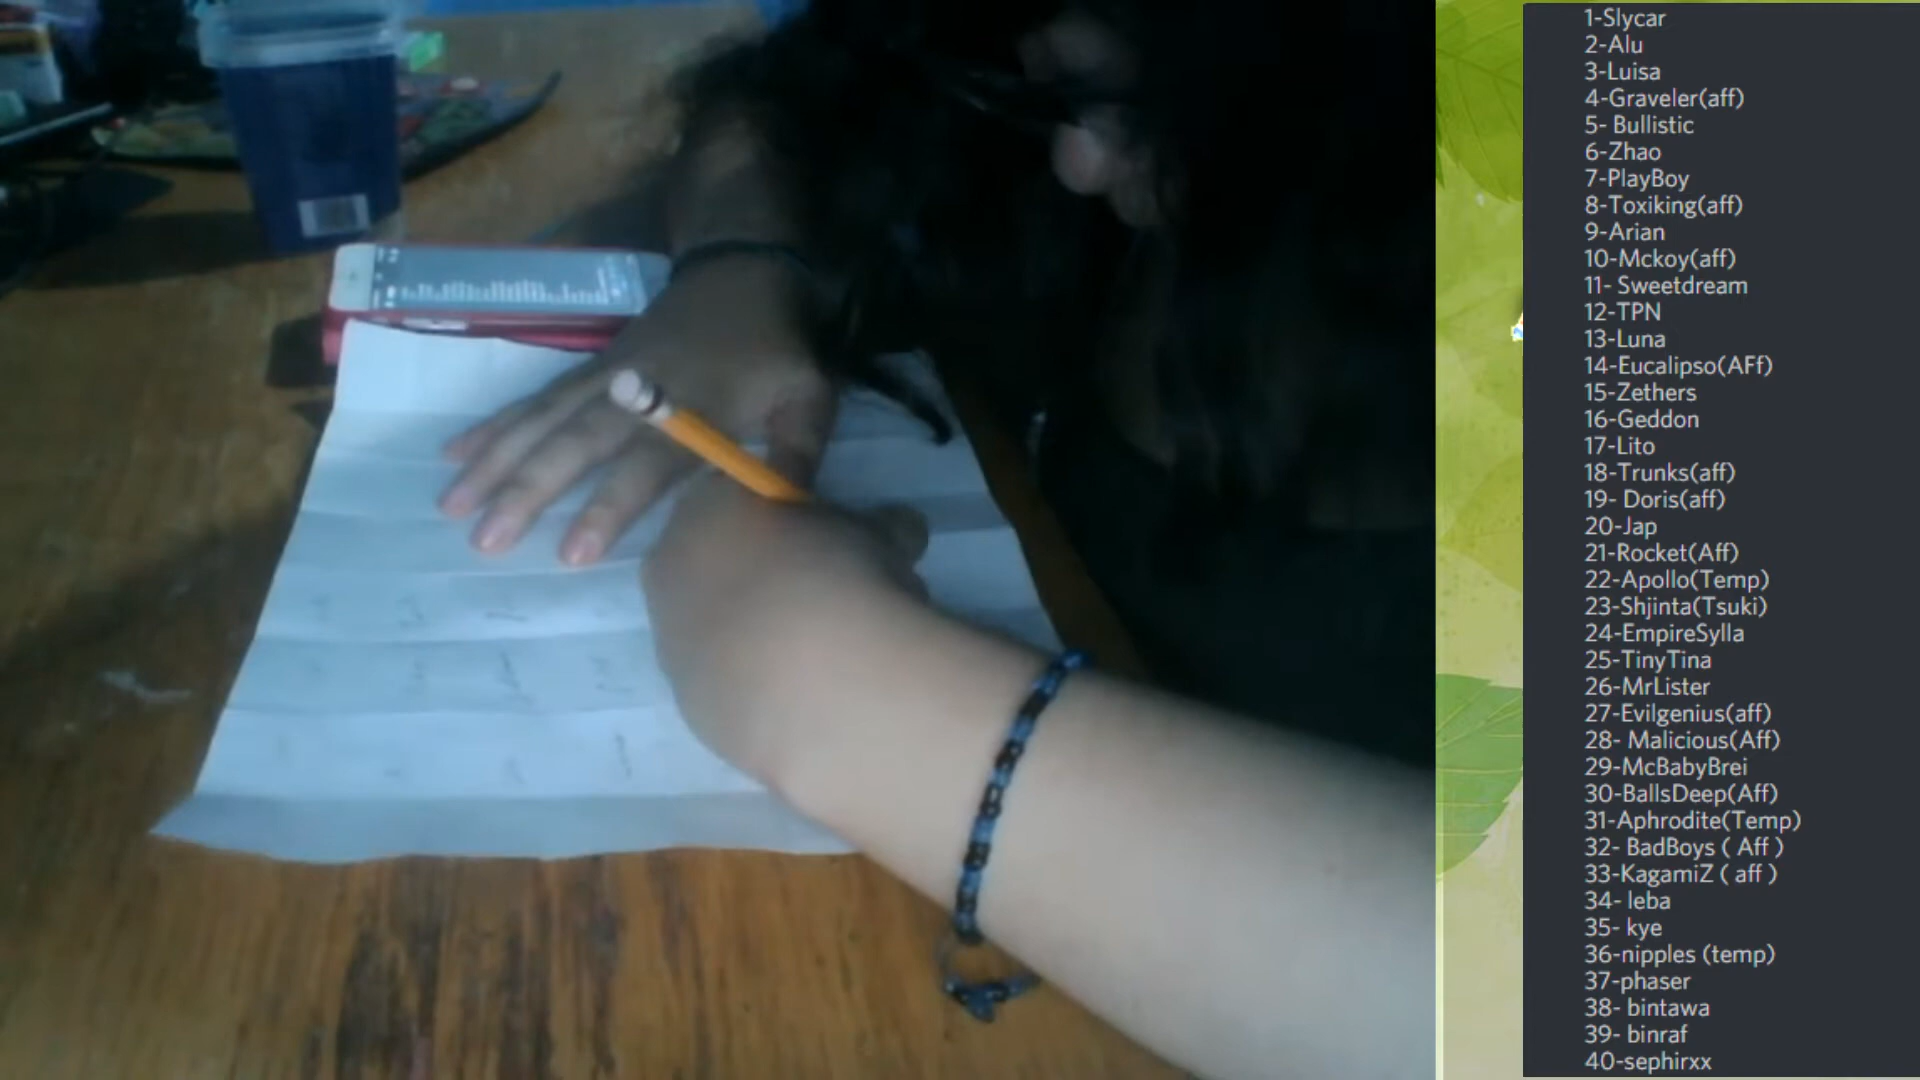 1-Slycar
2-Alu
3-Luisa
4-Graveler(aff)
5- Bullistic
6-Zhao
7-PlayBoy
8-Toxiking(aff)
9-Arian
10-Mckoy(aff)
11- Sweetdream
12-TPN
13-Luna
14-Eucalipso(AFf)
15-Zethers
16-Geddon
17-Lito
18-Trunks(aff)
19- Doris(aff)
20-Jap
21-Rocket(Aff)
22-Apollo(Temp)
23-Shjinta(Tsuki)
24-EmpireSylla
25-TinyTina
26-MrLister
27-Evilgenius(aff)
28- Malicious(Aff)
29-McBabyBrei
30-BallsDeep(Aff)
31-Aphrodite(Temp)
32- BadBoys ( Aff )
33-KagamiZ ( aff )
34- leba
35- kye
36-nipples (temp)
37-phaser
38- bintawa
39- binraf
40-sephirxx